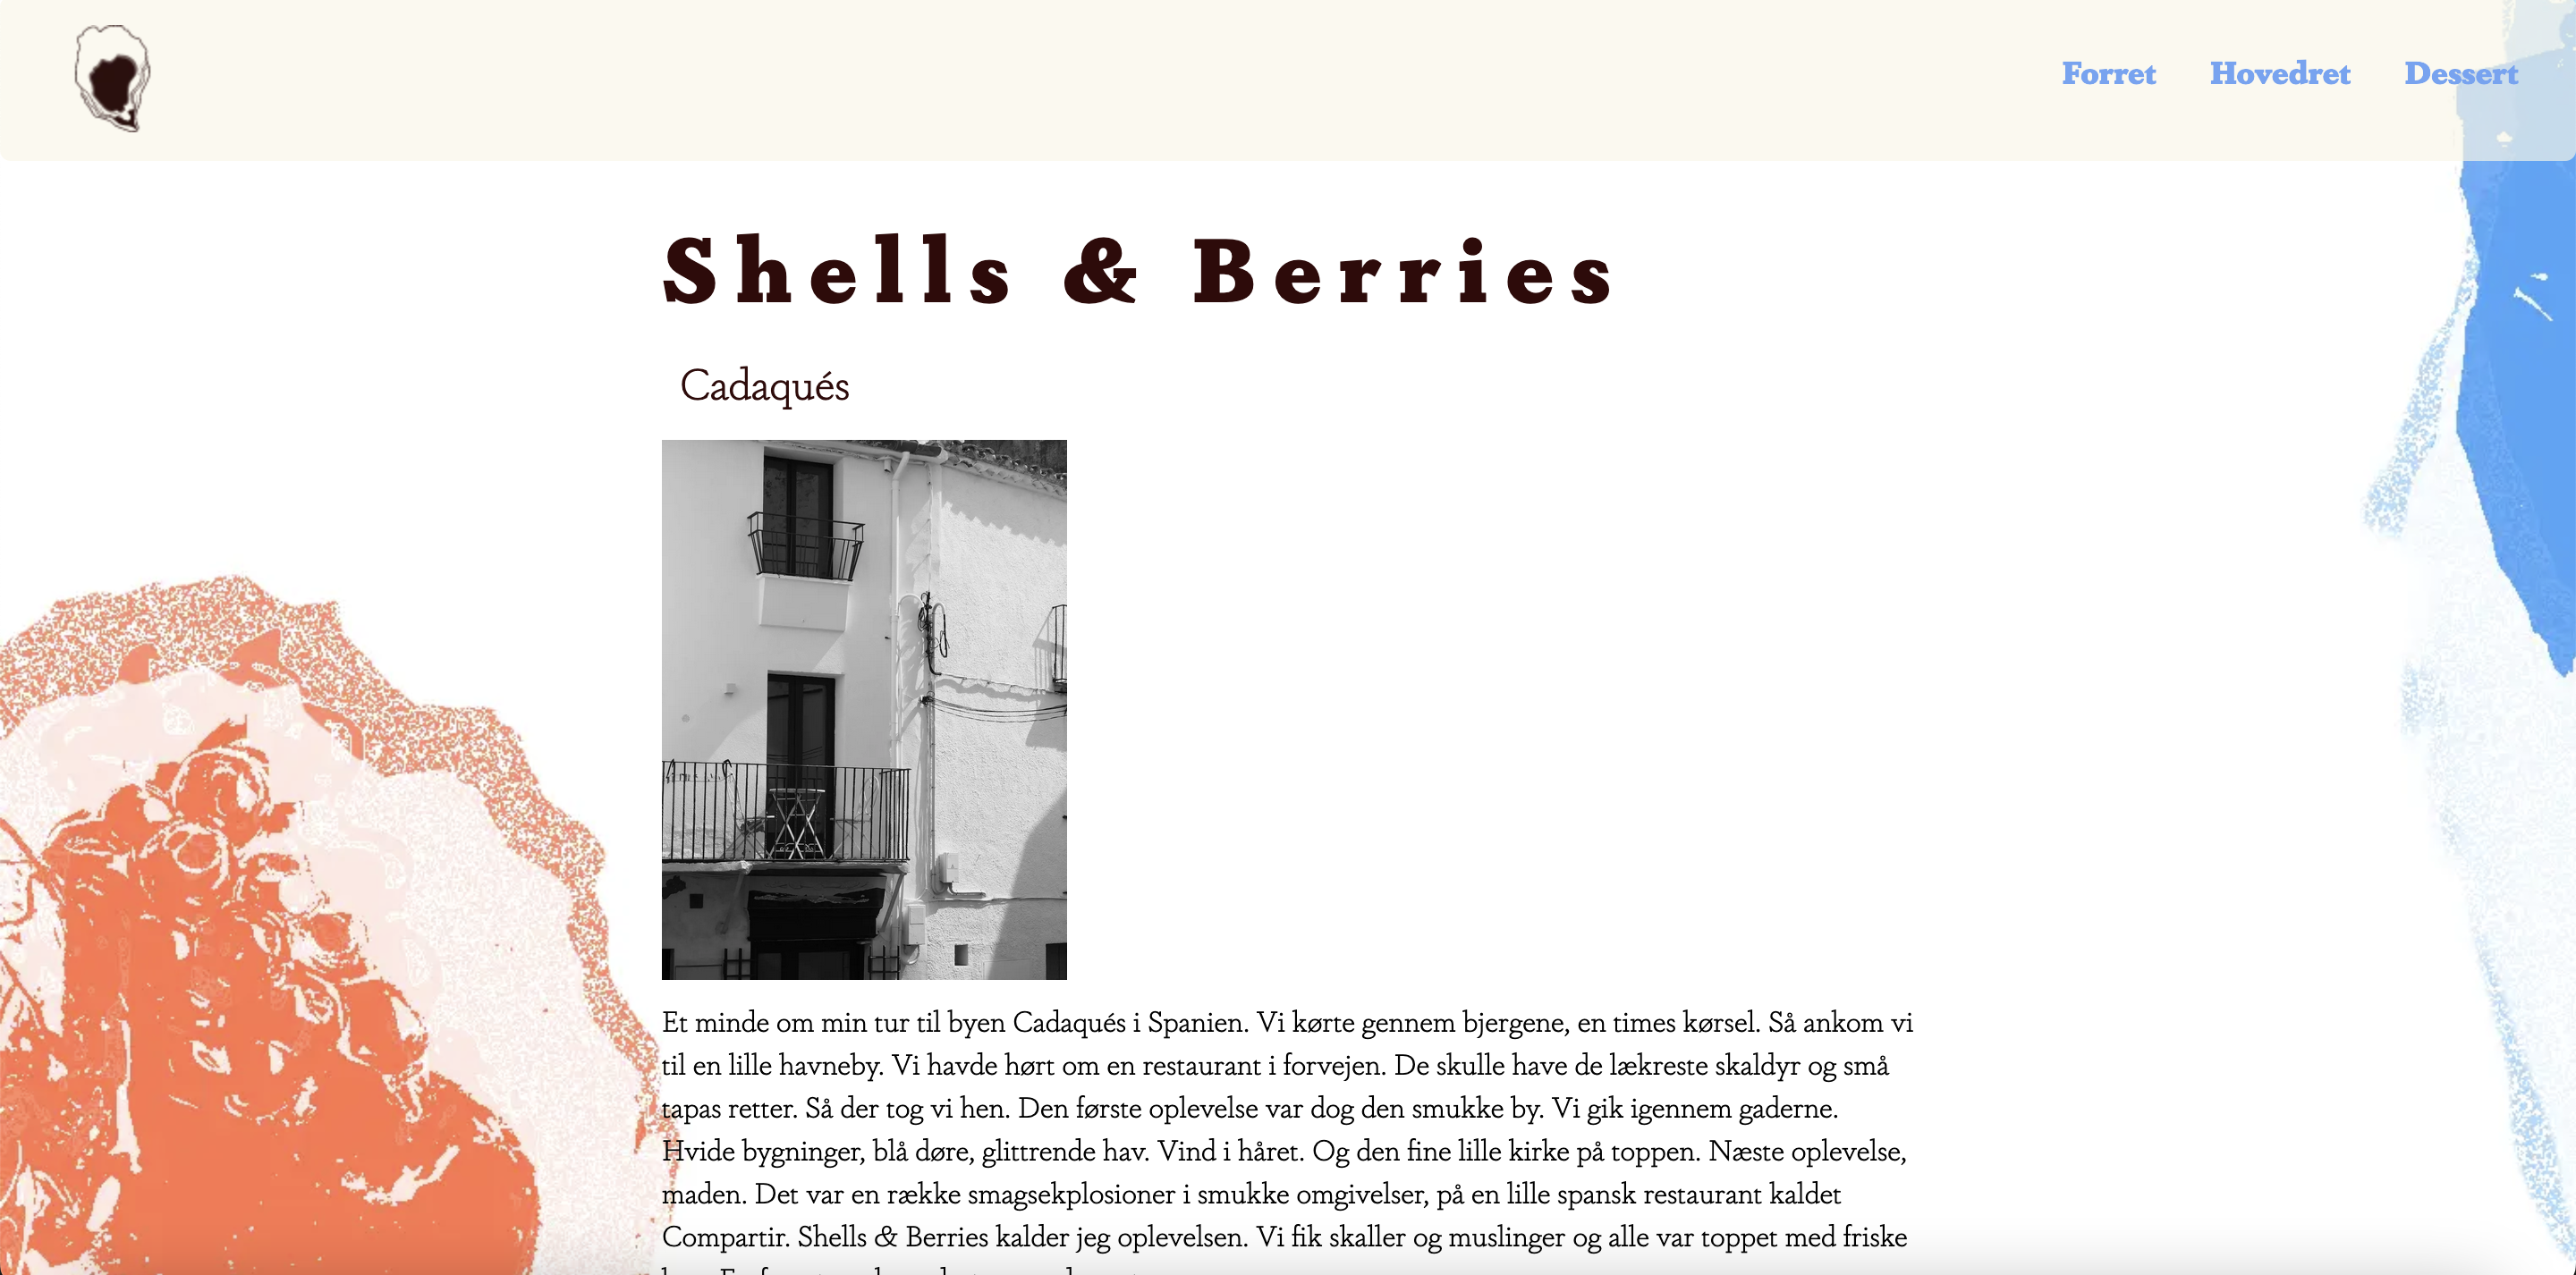 Forret Hovedret Dessert
Shells & Berries
Cadaqués
Et minde om min tur til byen Cadaqués i Spanien. Vi kørte gennem bjergene, en times kørsel. Så ankom vi
til en lille havneby. Vi havde hørt om en restaurant i forvejen. De skulle have de lækreste skaldyr og små
tapas retter. Så der tog vi hen. Den første oplevelse var dog den smukke by. Vi gik igennem gaderne.
Hvide bygninger, blå døre, glittrende hav. Vind i håret. Og den fine lille kirke på toppen. Næste oplevelse,
maden. Det var en række smagsekplosioner i smukke omgivelser, på en lille spansk restaurant kaldet
Compartir. Shells & Berries kalder jeg oplevelsen. Vi fik skaller og muslinger og alle var toppet med friske